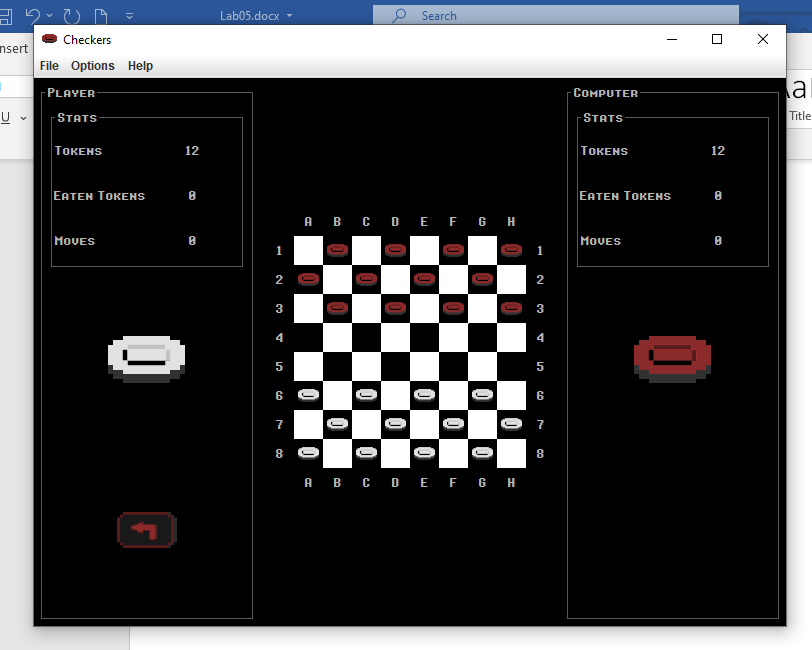 Lab05.docx
Search
nsert
Checkers
File Options Help
U
Title
PLAYER
STATS
TOKENS 12
EATEN TOKENS 0
MOVES 0
A B C D E F G H
1 1
2 2
3 3
4 4
5 5
6 6
7 7
8 8
A B C D E F G H
COMPUTER
STATS
TOKENS 12
EATEN TOKENS 0
MOVES 0